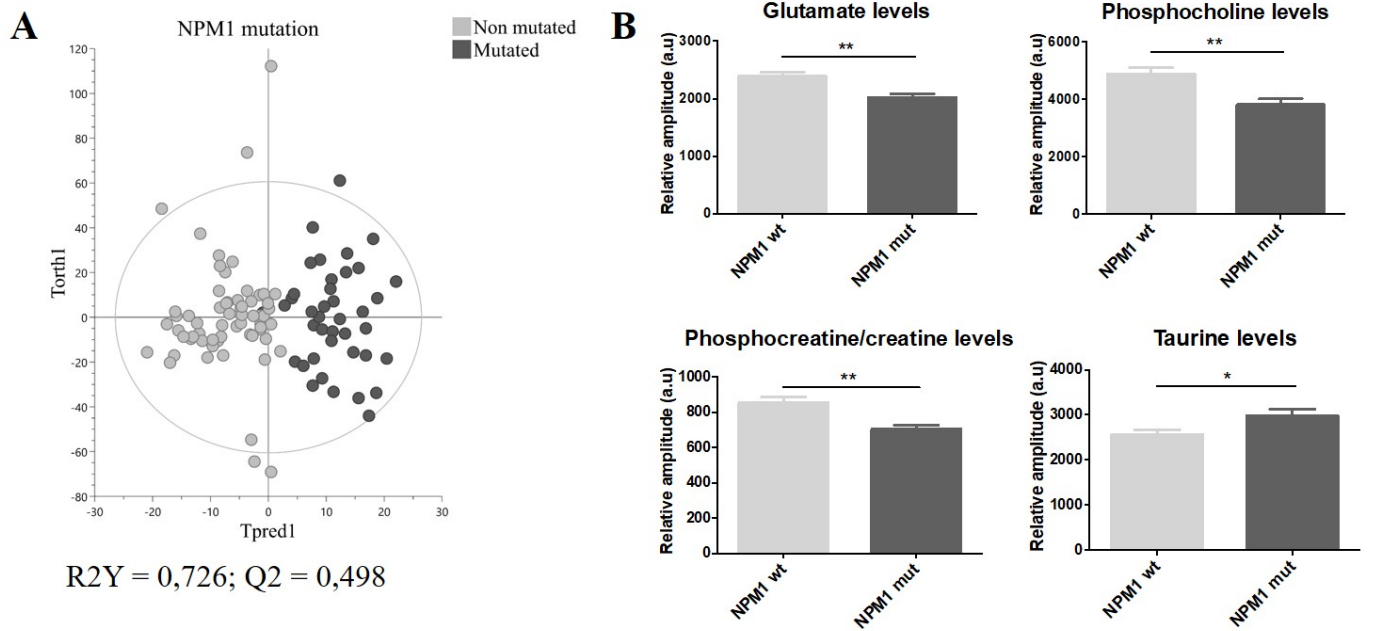 A
NPM1 mutation
Non mutated
Mutated
120
100
80
60
40
20
0
-20
-40
-60
-80
Torth1
-30
-20
-10
0
10
20
30
Tpred1
R2Y = 0,726; Q2 = 0,498
B
Glutamate levels
Relative amplitude (a.u)
3000
2000
1000
0
**
NPM1 wt
NPM1 mut
Phosphocholine levels
Relative amplitude (a.u)
6000
4000
2000
0
**
NPM1 wt
NPM1 mut
Phosphocreatine/creatine levels
Relative amplitude (a.u)
1000
800
600
400
200
0
**
NPM1 wt
NPM1 mut
Taurine levels
Relative amplitude (a.u)
4000
3000
2000
1000
0
*
NPM1 wt
NPM1 mut